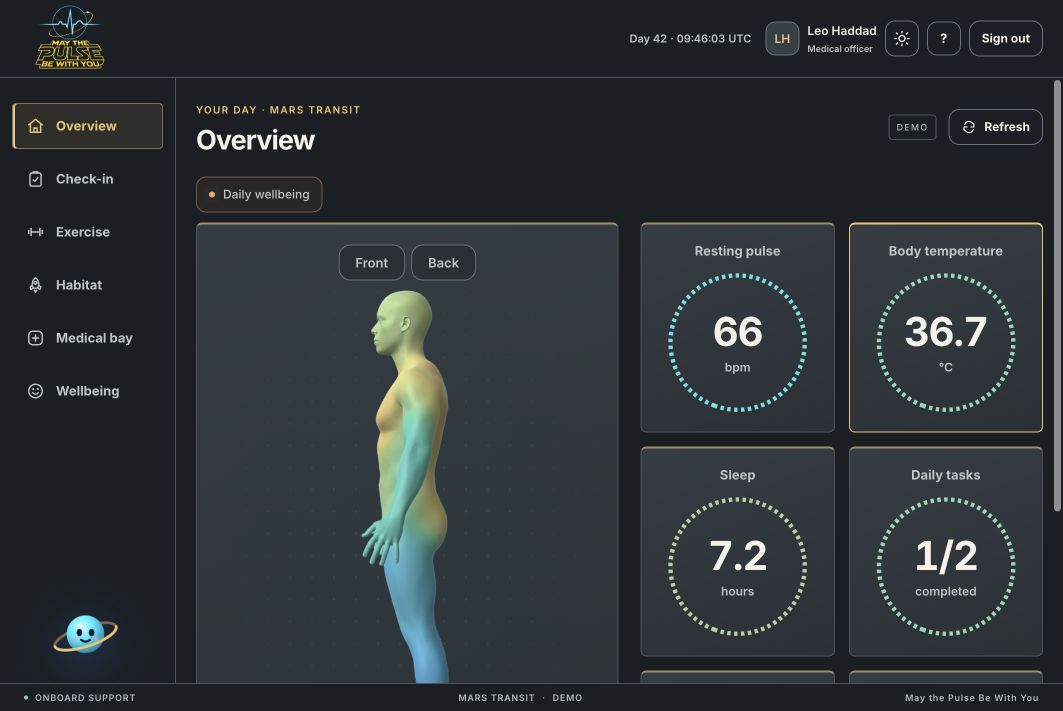 MAY THE
PULSE
BE WITH YOU
Day 42 · 09:46:03 UTC
LH
Leo Haddad
Medical officer
?
Sign out
Overview
Check-in
Exercise
Habitat
Medical bay
Wellbeing
YOUR DAY · MARS TRANSIT
Overview
DEMO
Refresh
Daily wellbeing
Front
Back
Resting pulse
66
bpm
Body temperature
36.7
°C
Sleep
7.2
hours
Daily tasks
1/2
completed
ONBOARD SUPPORT
MARS TRANSIT · DEMO
May the Pulse Be With You